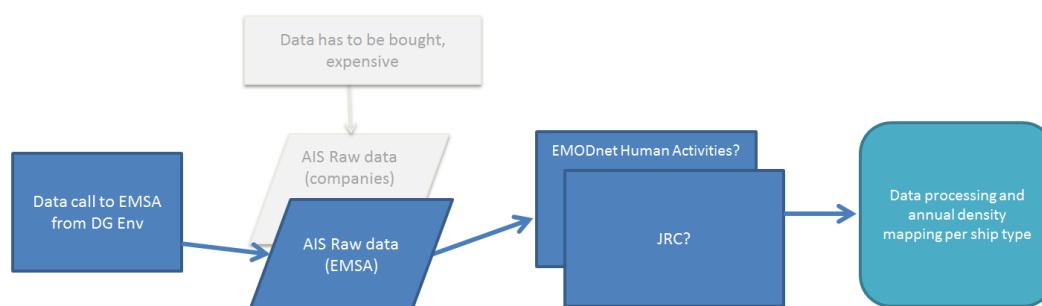 Data has to be bought,
expensive
AIS Raw data
(companies)
Data call to EMSA
from DG Env
AIS Raw data
(EMSA)
EMODnet Human Activities?
JRC?
Data processing and
annual density
mapping per ship type